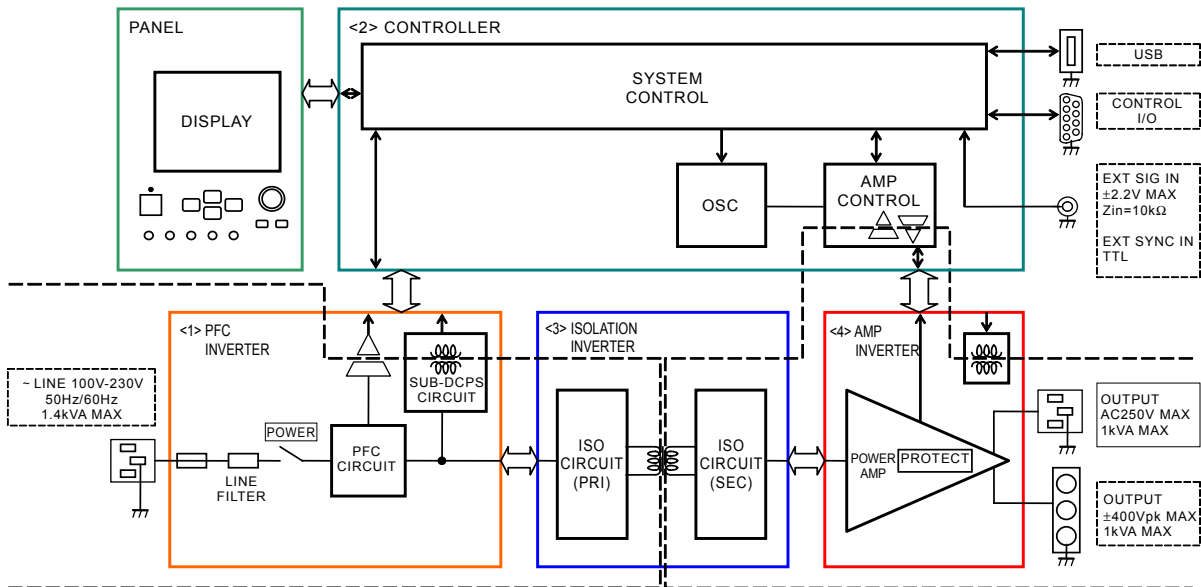 PANEL
DISPLAY
<2> CONTROLLER
SYSTEM
CONTROL
OSC
AMP
CONTROL
USB
CONTROL
I/O
EXT SIG IN
±2.2V MAX
Zin=10kΩ
EXT SYNC IN
TTL
<1> PFC
INVERTER
SUB-DCPS
CIRCUIT
~ LINE 100V-230V
50Hz/60Hz
1.4kVA MAX
POWER
LINE
FILTER
PFC
CIRCUIT
<3> ISOLATION
INVERTER
ISO
CIRCUIT
(PRI)
ISO
CIRCUIT
(SEC)
<4> AMP
INVERTER
POWER
AMP
PROTECT
OUTPUT
AC250V MAX
1kVA MAX
OUTPUT
±400Vpk MAX
1kVA MAX